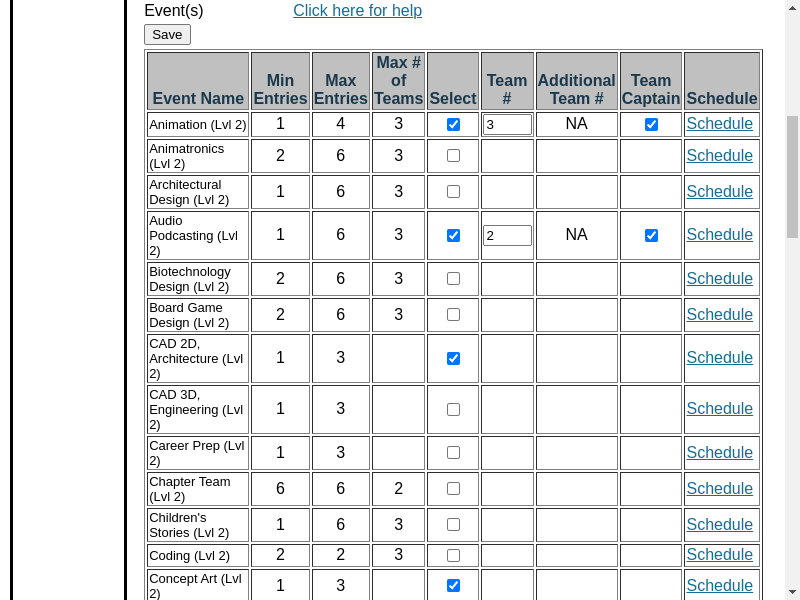 Event(s) Click here for help
Save
Event Name Min Entries Max Entries Max # of Teams Select Team # Additional Team # Team Captain Schedule
Animation (Lvl 2) 1 4 3 3 NA Schedule
Animatronics (Lvl 2) 2 6 3 Schedule
Architectural Design (Lvl 2) 1 6 3 Schedule
Audio Podcasting (Lvl 2) 1 6 3 2 NA Schedule
Biotechnology Design (Lvl 2) 2 6 3 Schedule
Board Game Design (Lvl 2) 2 6 3 Schedule
CAD 2D, Architecture (Lvl 2) 1 3 Schedule
CAD 3D, Engineering (Lvl 2) 1 3 Schedule
Career Prep (Lvl 2) 1 3 Schedule
Chapter Team (Lvl 2) 6 6 2 Schedule
Children's Stories (Lvl 2) 1 6 3 Schedule
Coding (Lvl 2) 2 2 3 Schedule
Concept Art (Lvl 2) 1 3 Schedule